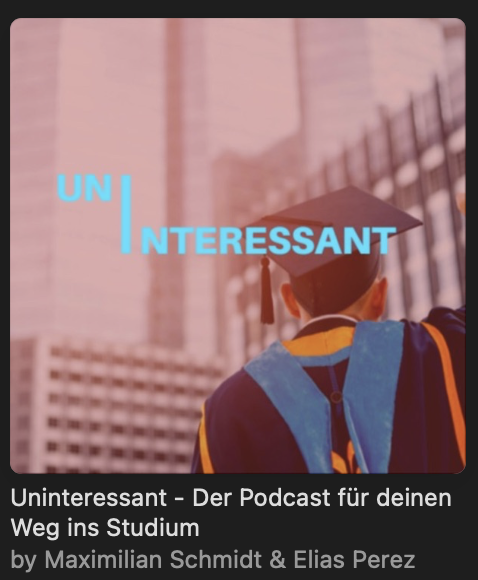 UN
INTERESSANT
Uninteressant - Der Podcast für deinen
Weg ins Studium
by Maximilian Schmidt & Elias Perez